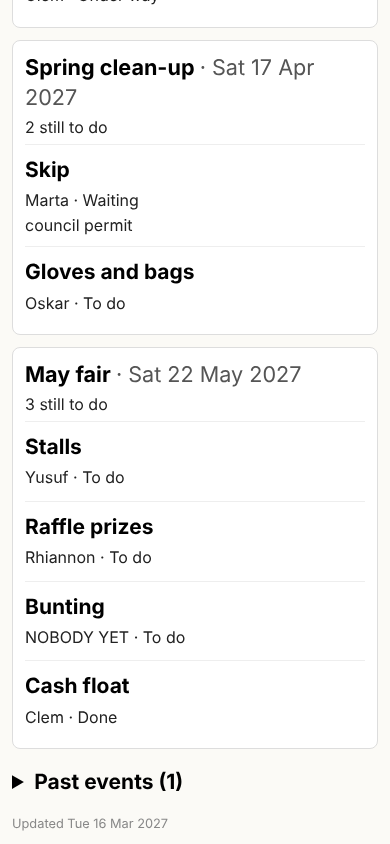 Spring clean-up · Sat 17 Apr
2027
2 still to do
Skip
Marta · Waiting
council permit
Gloves and bags
Oskar · To do
May fair · Sat 22 May 2027
3 still to do
Stalls
Yusuf · To do
Raffle prizes
Rhiannon · To do
Bunting
NOBODY YET · To do
Cash float
Clem · Done
Past events (1)
Updated Tue 16 Mar 2027